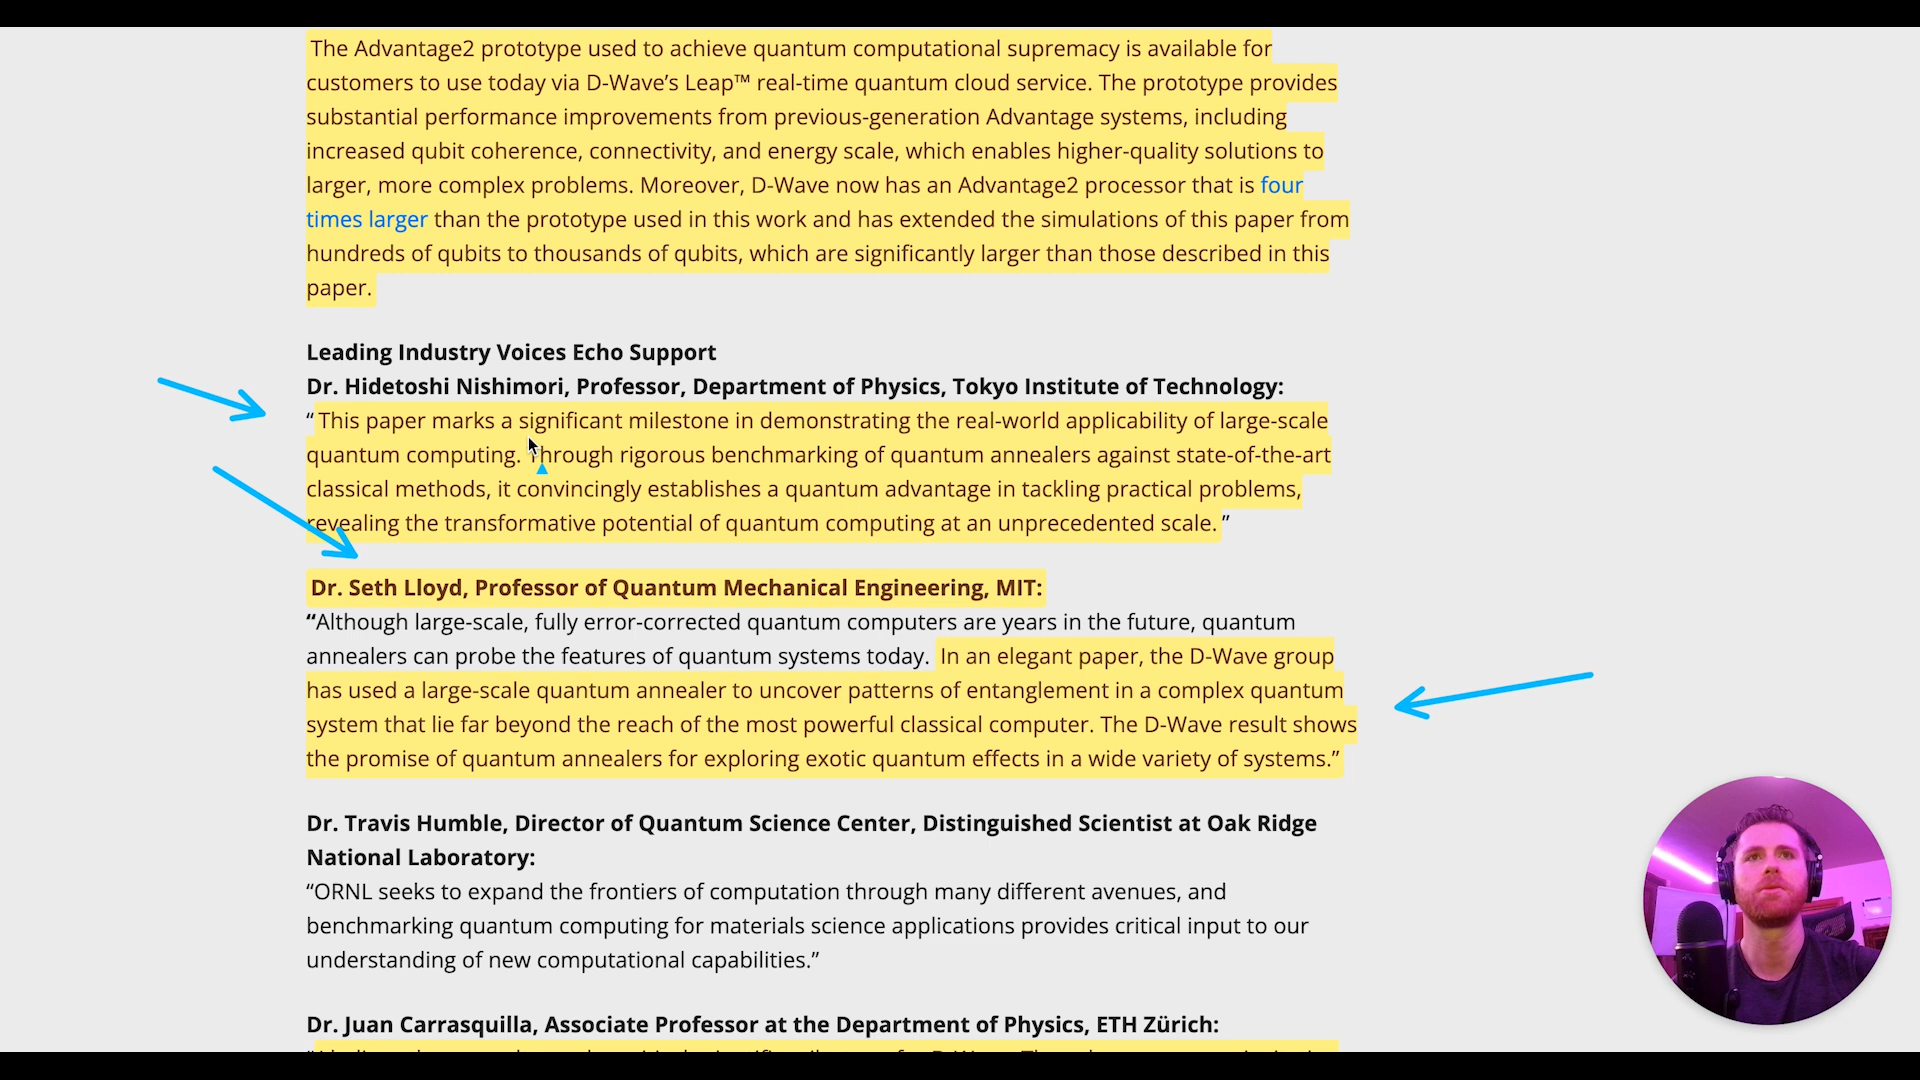 The Advantage2 prototype used to achieve quantum computational supremacy is available for
customers to use today via D-Wave’s Leap™ real-time quantum cloud service. The prototype provides
substantial performance improvements from previous-generation Advantage systems, including
increased qubit coherence, connectivity, and energy scale, which enables higher-quality solutions to
larger, more complex problems. Moreover, D-Wave now has an Advantage2 processor that is four
times larger than the prototype used in this work and has extended the simulations of this paper from
hundreds of qubits to thousands of qubits, which are significantly larger than those described in this
paper.
Leading Industry Voices Echo Support
Dr. Hidetoshi Nishimori, Professor, Department of Physics, Tokyo Institute of Technology:
“This paper marks a significant milestone in demonstrating the real-world applicability of large-scale
quantum computing. Through rigorous benchmarking of quantum annealers against state-of-the-art
classical methods, it convincingly establishes a quantum advantage in tackling practical problems,
revealing the transformative potential of quantum computing at an unprecedented scale.”
Dr. Seth Lloyd, Professor of Quantum Mechanical Engineering, MIT:
“Although large-scale, fully error-corrected quantum computers are years in the future, quantum
annealers can probe the features of quantum systems today. In an elegant paper, the D-Wave group
has used a large-scale quantum annealer to uncover patterns of entanglement in a complex quantum
system that lie far beyond the reach of the most powerful classical computer. The D-Wave result shows
the promise of quantum annealers for exploring exotic quantum effects in a wide variety of systems.”
Dr. Travis Humble, Director of Quantum Science Center, Distinguished Scientist at Oak Ridge
National Laboratory:
“ORNL seeks to expand the frontiers of computation through many different avenues, and
benchmarking quantum computing for materials science applications provides critical input to our
understanding of new computational capabilities.”
Dr. Juan Carrasquilla, Associate Professor at the Department of Physics, ETH Zürich: